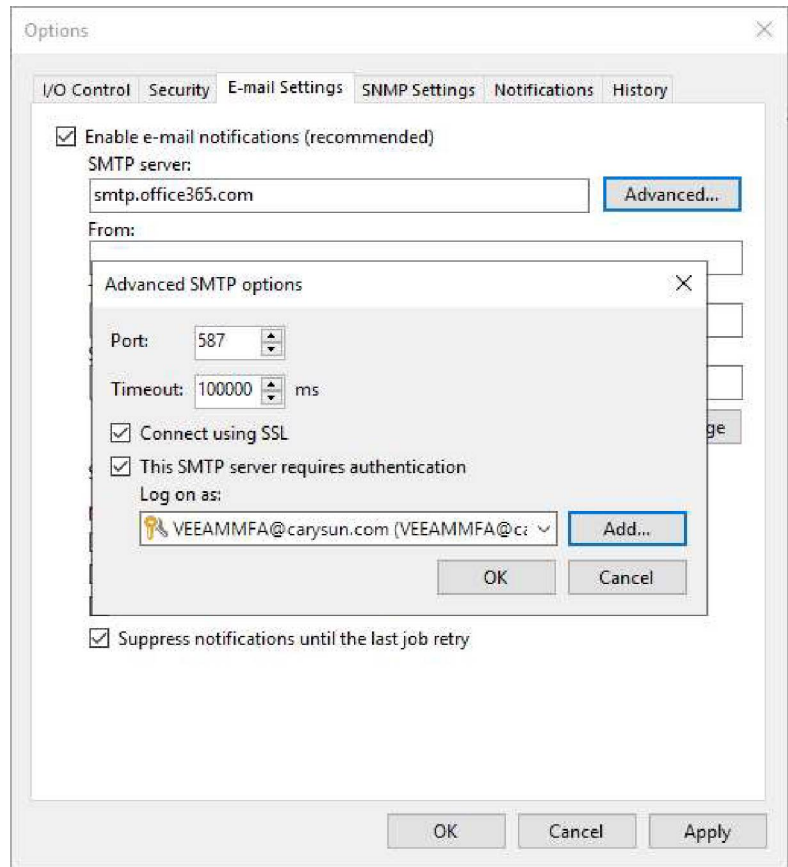 Options
I/O Control Security E-mail Settings SNMP Settings Notifications History
Enable e-mail notifications (recommended)
SMTP server:
smtp.office365.com Advanced...
From:
Advanced SMTP options
Port: 587
Timeout: 100000 ms
Connect using SSL
This SMTP server requires authentication
Log on as:
VEEAMMFA@carysun.com (VEEAMMFA@ca Add...
OK Cancel
Suppress notifications until the last job retry
OK Cancel Apply